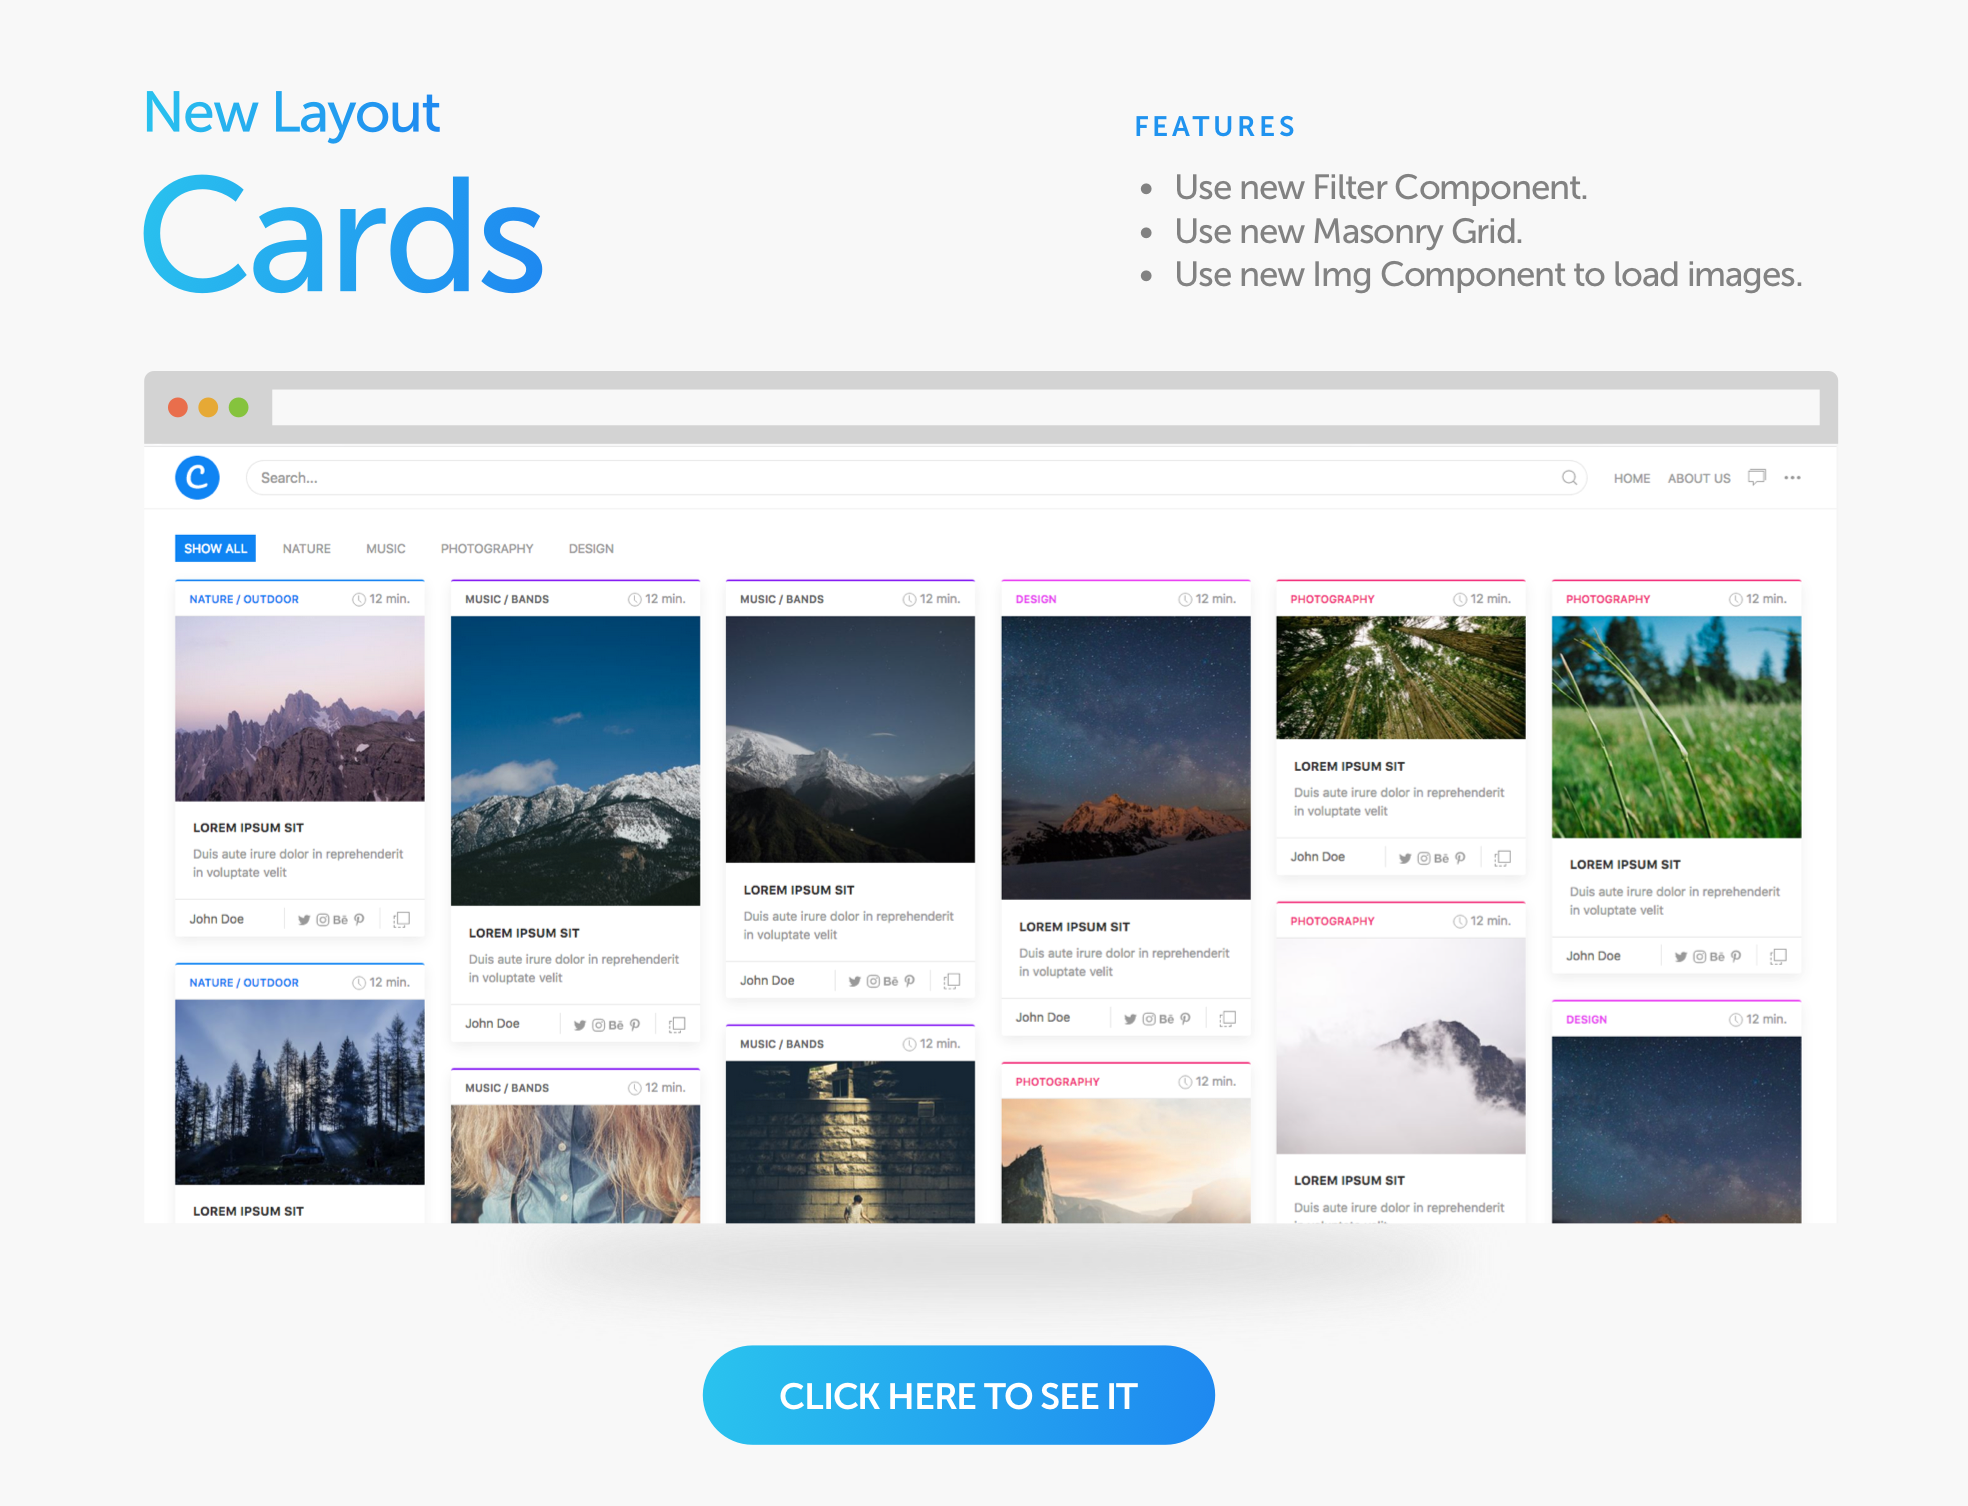 New Layout
Cards
FEATURES
• Use new Filter Component.
• Use new Masonry Grid.
• Use new Img Component to load images.
C
Search...
HOME
ABOUT US
SHOW ALL
NATURE
MUSIC
PHOTOGRAPHY
DESIGN
NATURE / OUTDOOR
12 min.
LOREM IPSUM SIT
Duis aute irure dolor in reprehenderit
in voluptate velit
John Doe
Bē
NATURE / OUTDOOR
12 min.
LOREM IPSUM SIT
MUSIC / BANDS
12 min.
LOREM IPSUM SIT
Duis aute irure dolor in reprehenderit
in voluptate velit
John Doe
Bē
MUSIC / BANDS
12 min.
MUSIC / BANDS
12 min.
LOREM IPSUM SIT
Duis aute irure dolor in reprehenderit
in voluptate velit
John Doe
Bē
MUSIC / BANDS
12 min.
DESIGN
12 min.
LOREM IPSUM SIT
Duis aute irure dolor in reprehenderit
in voluptate velit
John Doe
Bē
PHOTOGRAPHY
12 min.
PHOTOGRAPHY
12 min.
LOREM IPSUM SIT
Duis aute irure dolor in reprehenderit
in voluptate velit
John Doe
Bē
PHOTOGRAPHY
12 min.
LOREM IPSUM SIT
Duis aute irure dolor in reprehenderit
PHOTOGRAPHY
12 min.
LOREM IPSUM SIT
Duis aute irure dolor in reprehenderit
in voluptate velit
John Doe
Bē
DESIGN
12 min.
CLICK HERE TO SEE IT